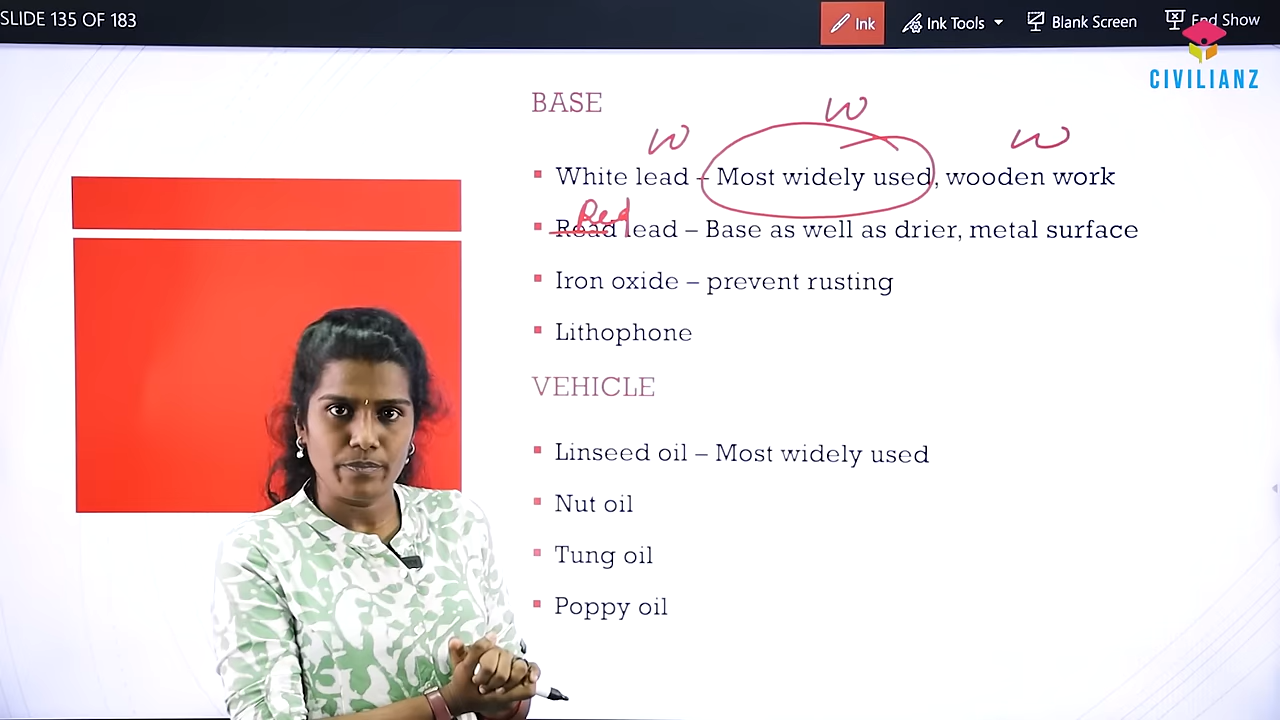 SLIDE 135 OF 183
Ink
Ink Tools
Blank Screen
End Show
CIVILIANZ
BASE
W
W
W
▪ White lead – Most widely used, wooden work
Red
▪ Road lead – Base as well as drier, metal surface
▪ Iron oxide – prevent rusting
▪ Lithophone
VEHICLE
▪ Linseed oil – Most widely used
▪ Nut oil
▪ Tung oil
▪ Poppy oil